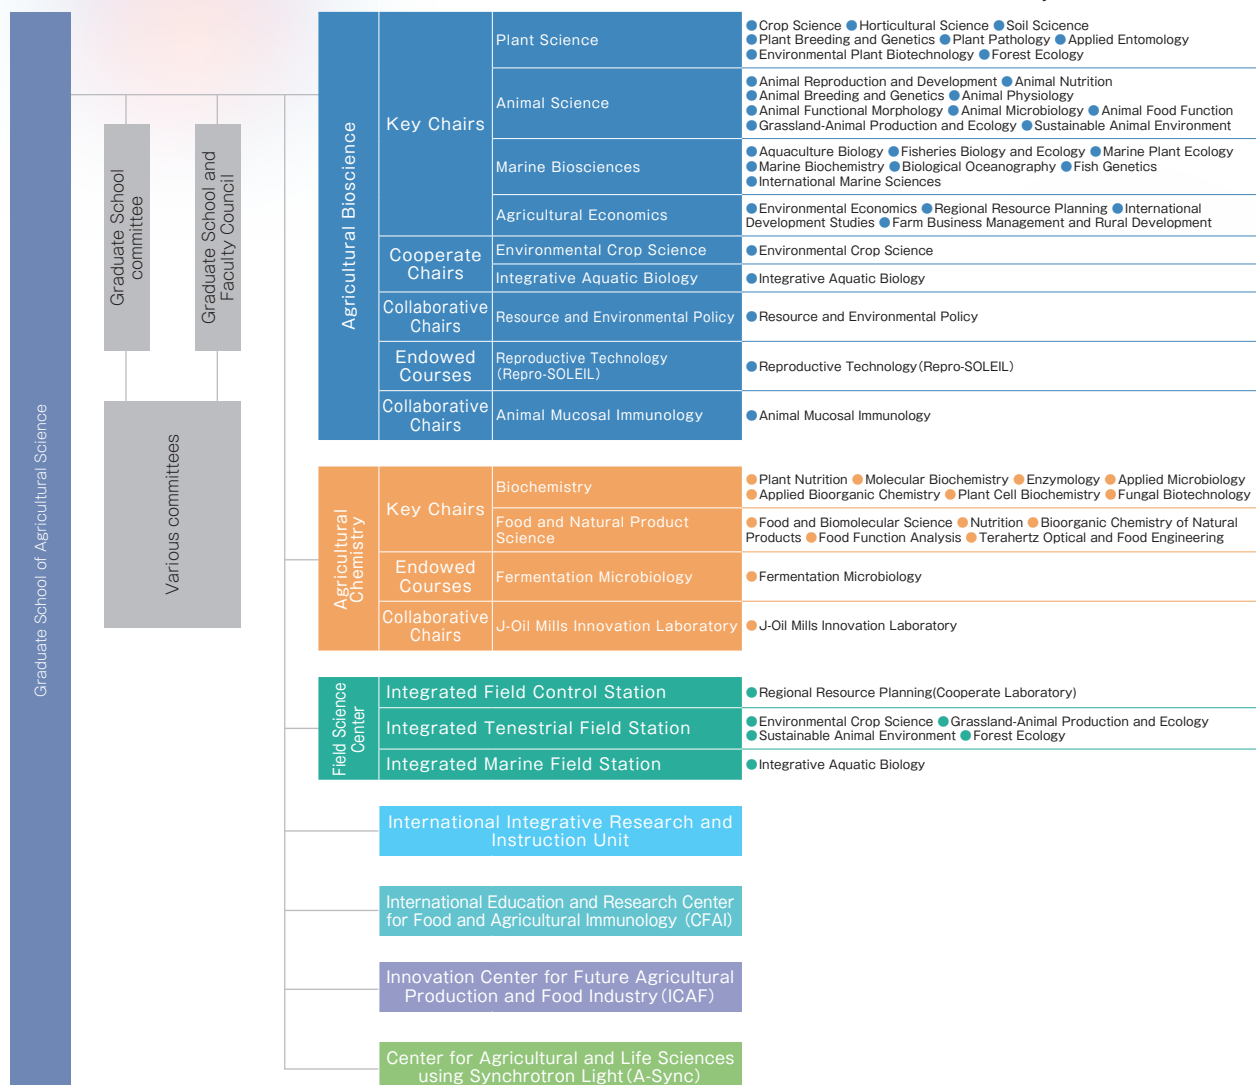 Graduate School of Agricultural Science
Graduate School
committee
Graduate School and
Faculty Council
Various committees
Agricultural Bioscience
Key Chairs
Plant Science
●Crop Science ●Horticultural Science ●Soil Scicence
●Plant Breeding and Genetics ●Plant Pathology ●Applied Entomology
●Environmental Plant Biotechnology ●Forest Ecology
Animal Science
●Animal Reproduction and Development ●Animal Nutrition
●Animal Breeding and Genetics ●Animal Physiology
●Animal Functional Morphology ●Animal Microbiology ●Animal Food Function
●Grassland-Animal Production and Ecology ●Sustainable Animal Environment
Marine Biosciences
●Aquaculture Biology ●Fisheries Biology and Ecology ●Marine Plant Ecology
●Marine Biochemistry ●Biological Oceanography ●Fish Genetics
●International Marine Sciences
Agricultural Economics
●Environmental Economics ●Regional Resource Planning ●International
Development Studies ●Farm Business Management and Rural Development
Cooperate
Chairs
Environmental Crop Science
●Environmental Crop Science
Integrative Aquatic Biology
●Integrative Aquatic Biology
Collaborative
Chairs
Resource and Environmental Policy
●Resource and Environmental Policy
Endowed
Courses
Reproductive Technology
(Repro-SOLEIL)
●Reproductive Technology(Repro-SOLEIL)
Collaborative
Chairs
Animal Mucosal Immunology
●Animal Mucosal Immunology
Agricultural
Chemistry
Key Chairs
Biochemistry
●Plant Nutrition ●Molecular Biochemistry ●Enzymology ●Applied Microbiology
●Applied Bioorganic Chemistry ●Plant Cell Biochemistry ●Fungal Biotechnology
Food and Natural Product
Science
●Food and Biomolecular Science ●Nutrition ●Bioorganic Chemistry of Natural
Products ●Food Function Analysis ●Terahertz Optical and Food Engineering
Endowed
Courses
Fermentation Microbiology
●Fermentation Microbiology
Collaborative
Chairs
J-Oil Mills Innovation Laboratory
●J-Oil Mills Innovation Laboratory
Field Science
Center
Integrated Field Control Station
●Regional Resource Planning(Cooperate Laboratory)
Integrated Tenestrial Field Station
●Environmental Crop Science ●Grassland-Animal Production and Ecology
●Sustainable Animal Environment ●Forest Ecology
Integrated Marine Field Station
●Integrative Aquatic Biology
International Integrative Research and
Instruction Unit
International Education and Research Center
for Food and Agricultural Immunology (CFAI)
Innovation Center for Future Agricultural
Production and Food Industry(ICAF)
Center for Agricultural and Life Sciences
using Synchrotron Light(A-Sync)